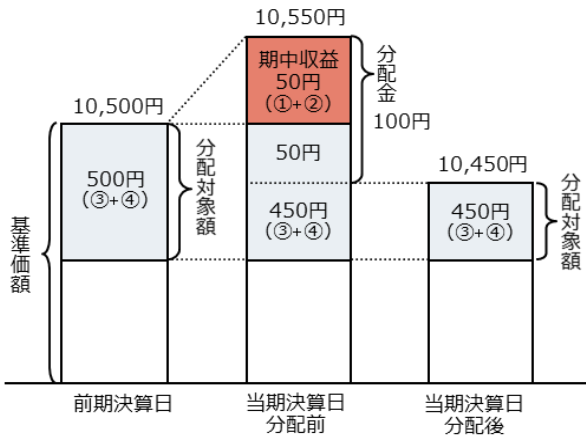 10,550円
期中収益
50円
(①+②)
分配金
100円
10,500円
500円
(③+④)
分配対象額
50円
450円
(③+④)
10,450円
450円
(③+④)
分配対象額
基準価額
前期決算日
当期決算日
分配前
当期決算日
分配後